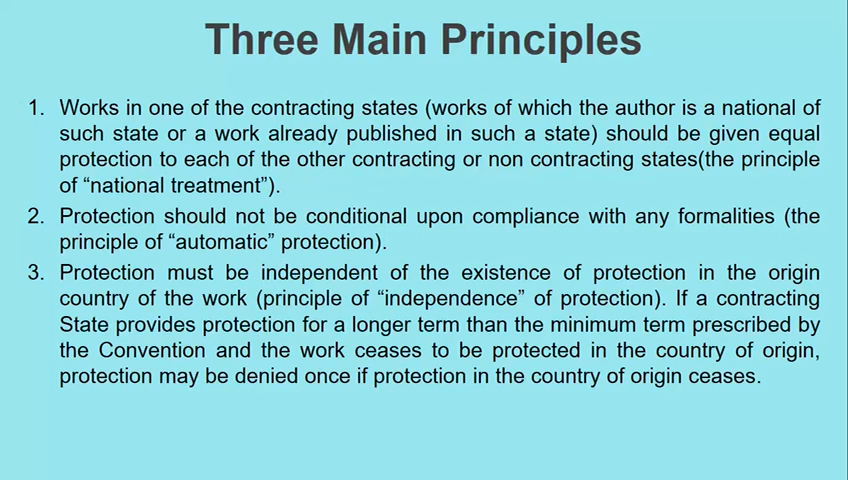 Three Main Principles
1. Works in one of the contracting states (works of which the author is a national of
such state or a work already published in such a state) should be given equal
protection to each of the other contracting or non contracting states(the principle
of “national treatment”).
2. Protection should not be conditional upon compliance with any formalities (the
principle of “automatic” protection).
3. Protection must be independent of the existence of protection in the origin
country of the work (principle of “independence” of protection). If a contracting
State provides protection for a longer term than the minimum term prescribed by
the Convention and the work ceases to be protected in the country of origin,
protection may be denied once if protection in the country of origin ceases.